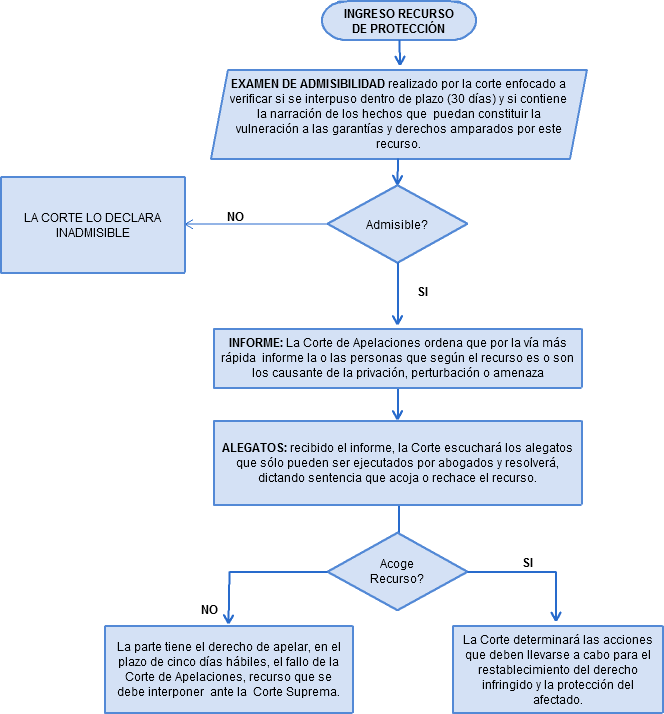 INGRESO RECURSO
DE PROTECCIÓN
EXAMEN DE ADMISIBILIDAD realizado por la corte enfocado a
verificar si se interpuso dentro de plazo (30 días) y si contiene
la narración de los hechos que puedan constituir la
vulneración a las garantías y derechos amparados por este
recurso.
LA CORTE LO DECLARA
INADMISIBLE
NO
Admisible?
SI
INFORME: La Corte de Apelaciones ordena que por la vía más
rápida informe la o las personas que según el recurso es o son
los causante de la privación, perturbación o amenaza
ALEGATOS: recibido el informe, la Corte escuchará los alegatos
que sólo pueden ser ejecutados por abogados y resolverá,
dictando sentencia que acoja o rechace el recurso.
Acoge
Recurso?
NO
SI
La parte tiene el derecho de apelar, en el
plazo de cinco días hábiles, el fallo de la
Corte de Apelaciones, recurso que se
debe interponer ante la Corte Suprema.
La Corte determinará las acciones
que deben llevarse a cabo para el
restablecimiento del derecho
infringido y la protección del
afectado.